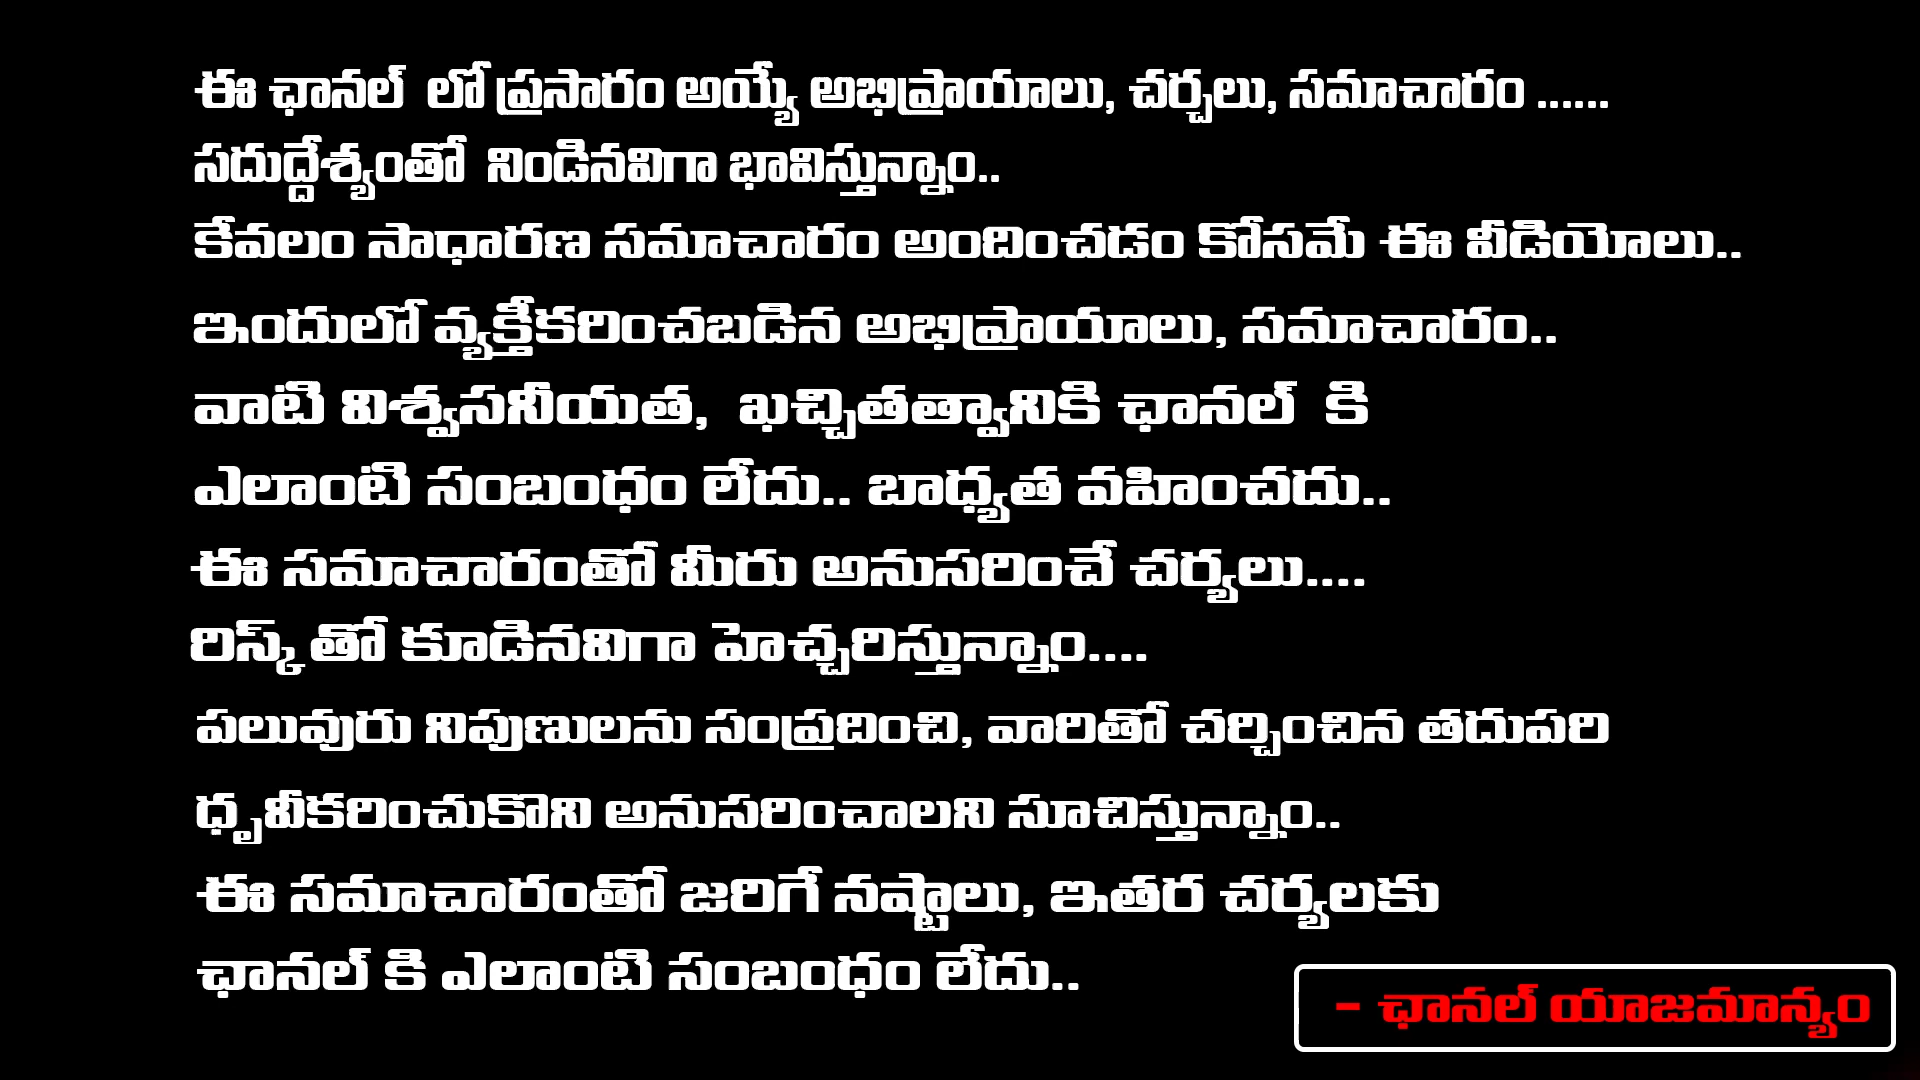 ఈ ఛానల్ లో ప్రసారం అయ్యే అభిప్రాయాలు, చర్చలు, సమాచారం ......
సదుద్దేశ్యంతో నిండినవిగా భావిస్తున్నాం..
కేవలం సాధారణ సమాచారం అందించడం కోసమే ఈ వీడియోలు..
ఇందులో వ్యక్తీకరించబడిన అభిప్రాయాలు, సమాచారం..
వాటి విశ్వసనీయత, ఖచ్చితత్వానికి ఛానల్ కి
ఎలాంటి సంబంధం లేదు.. బాధ్యత వహించదు..
ఈ సమాచారంతో మీరు అనుసరించే చర్యలు....
రిస్క్ తో కూడినవిగా హెచ్చరిస్తున్నాం....
పలువురు నిపుణులను సంప్రదించి, వారితో చర్చించిన తదుపరి
ధృవీకరించుకొని అనుసరించాలని సూచిస్తున్నాం..
ఈ సమాచారంతో జరిగే నష్టాలు, ఇతర చర్యలకు
ఛానల్ కి ఎలాంటి సంబంధం లేదు..
- ఛానల్ యాజమాన్యం